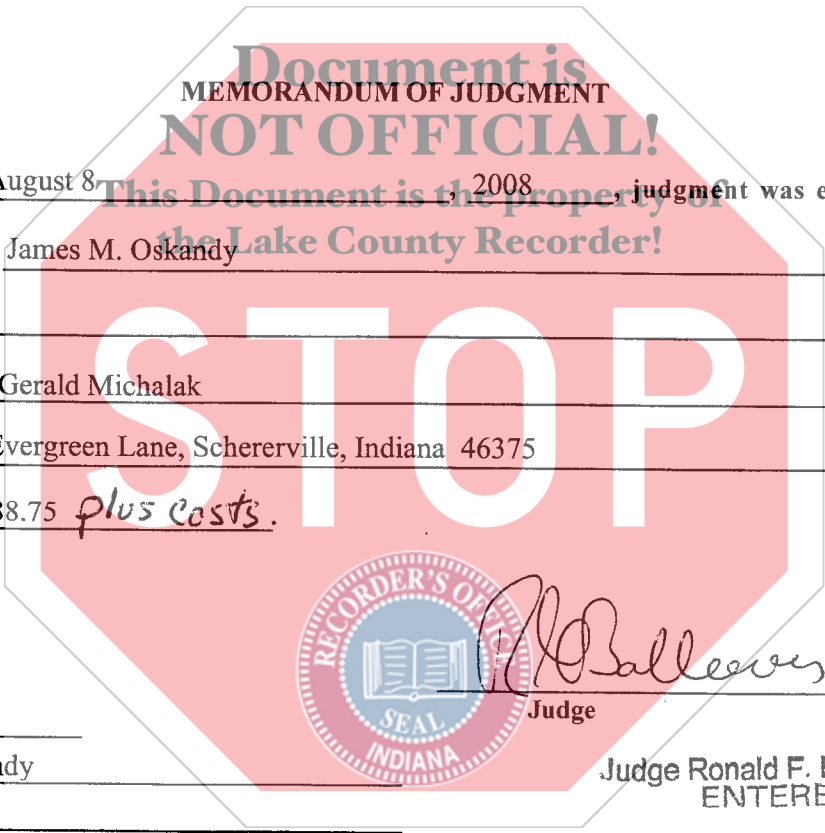 Document is
MEMORANDUM OF JUDGMENT
NOT OFFICIAL!
August 8, 2008, judgment was e
This Document is the property of
the Lake County Recorder!
James M. Oskandy
STOP
Gerald Michalak
Evergreen Lane, Schererville, Indiana 46375
8.75 plus costs.
RECORDER'S OFFICE
SEAL
INDIANA
Judge
dy
Judge Ronald F.
ENTERE